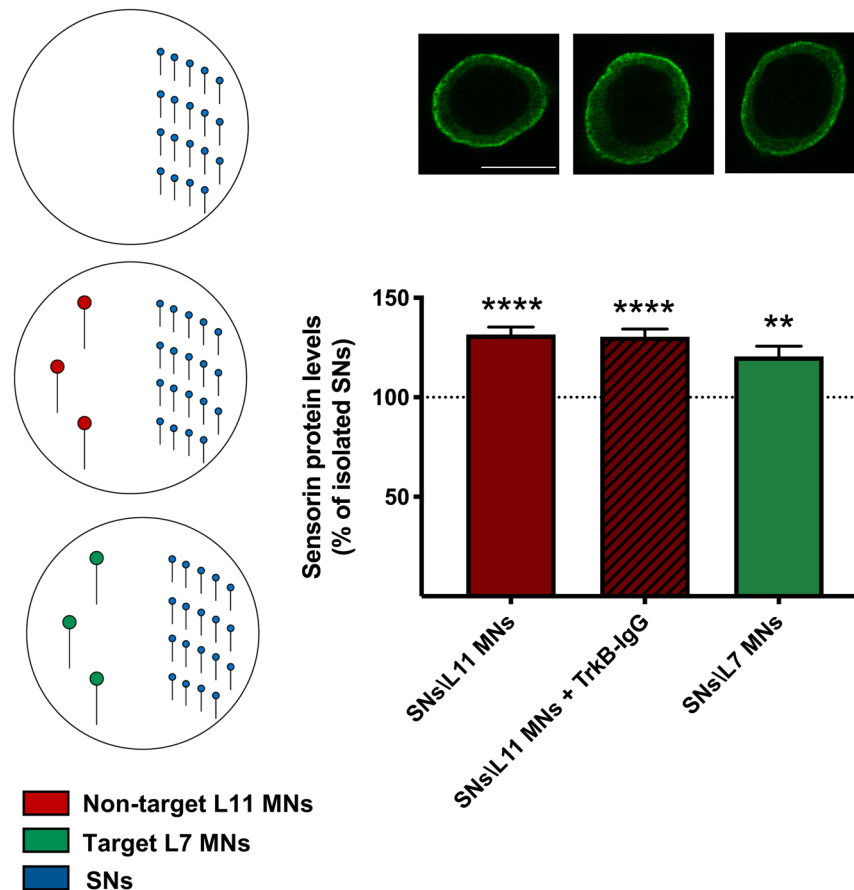 150
100
50
Sensorin protein levels
(% of isolated SNs)
****
****
**
SNs\L11 MNs
SNs\L11 MNs + TrkB-IgG
SNs\L7 MNs
Non-target L11 MNs
Target L7 MNs
SNs